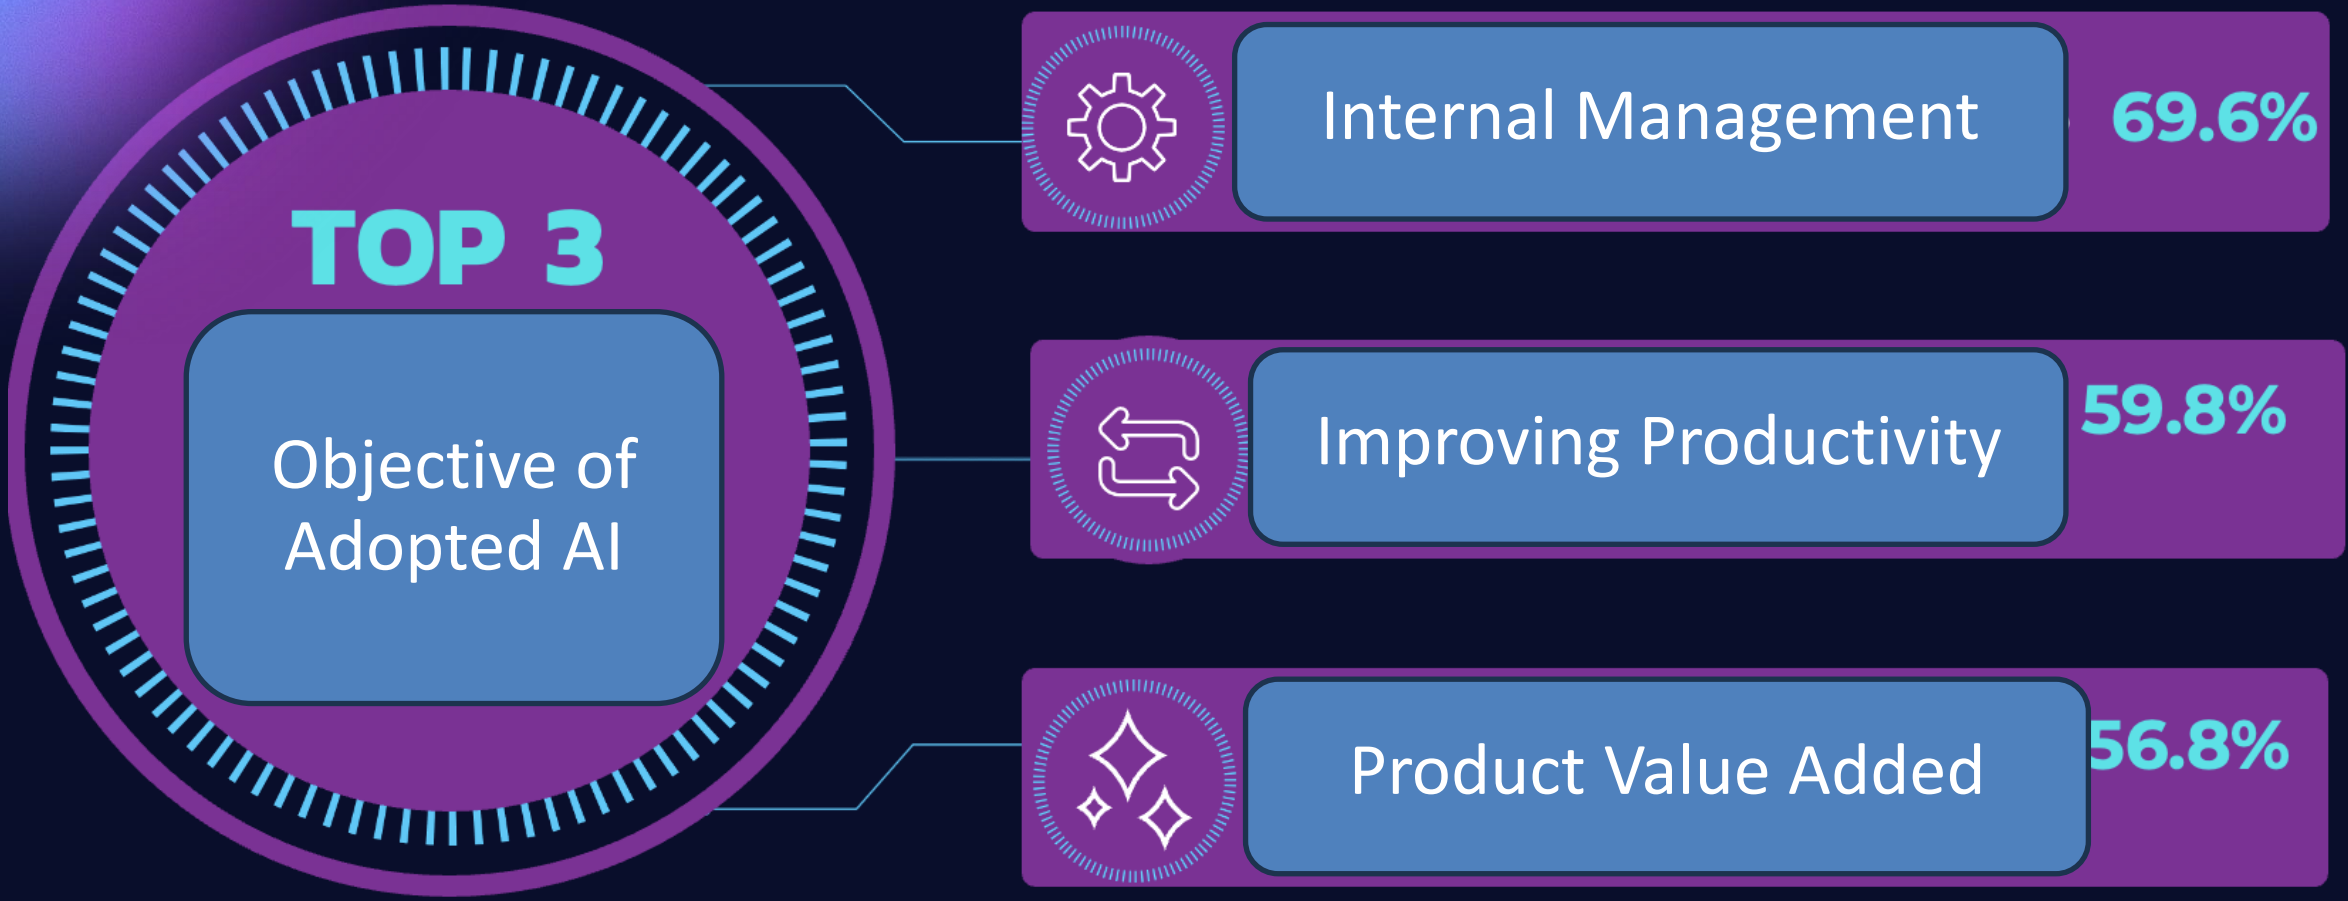 TOP 3
Objective of
Adopted AI
Internal Management
69.6%
Improving Productivity
59.8%
Product Value Added
56.8%